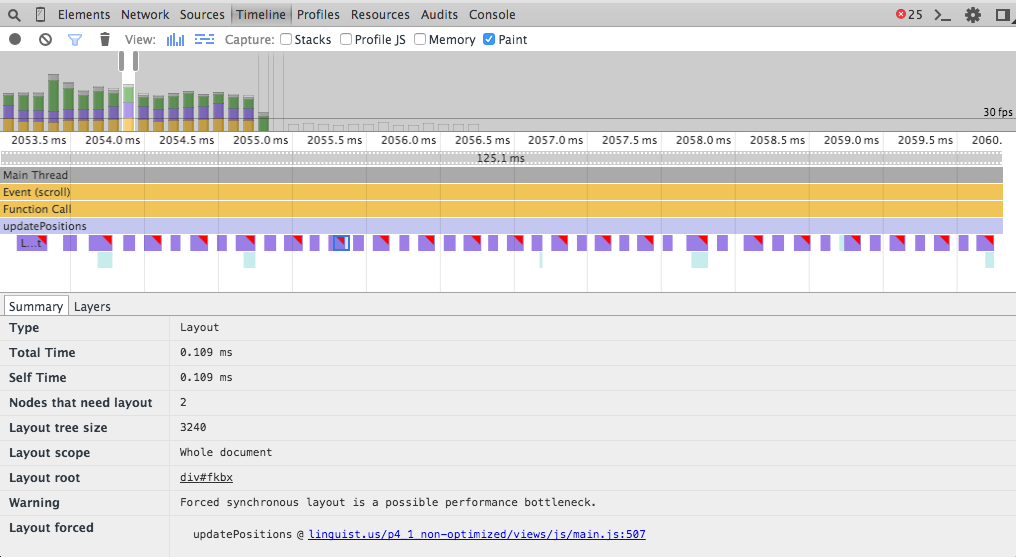 Elements Network Sources Timeline Profiles Resources Audits Console 25
View: Capture: Stacks Profile JS Memory Paint
30 fps
2053.5 ms 2054.0 ms 2054.5 ms 2055.0 ms 2055.5 ms 2056.0 ms 2056.5 ms 2057.0 ms 2057.5 ms 2058.0 ms 2058.5 ms 2059.0 ms 2059.5 ms 2060.
125.1 ms
Main Thread
Event (scroll)
Function Call
updatePositions
L...t
Summary Layers
Type Layout
Total Time 0.109 ms
Self Time 0.109 ms
Nodes that need layout 2
Layout tree size 3240
Layout scope Whole document
Layout root div#fkbx
Warning Forced synchronous layout is a possible performance bottleneck.
Layout forced updatePositions @ linguist.us/p4_1_non-optimized/views/js/main.js:507